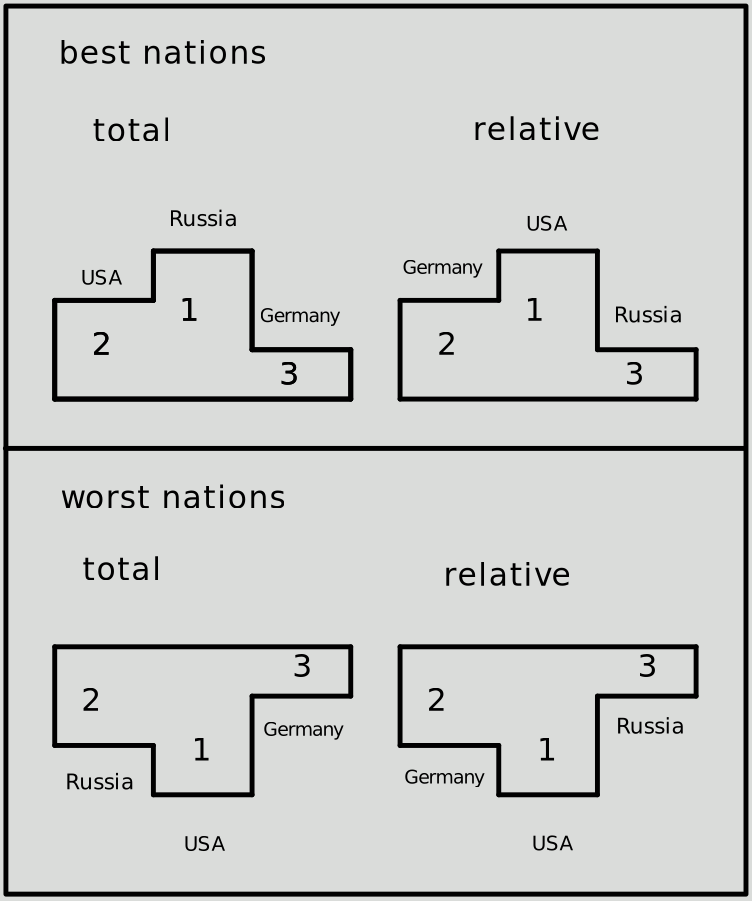 best nations
total
relative
Russia
USA
1
2
Germany
3
USA
Germany
1
2
Russia
3
worst nations
total
relative
3
2
1
Germany
Russia
USA
3
2
1
Russia
Germany
USA